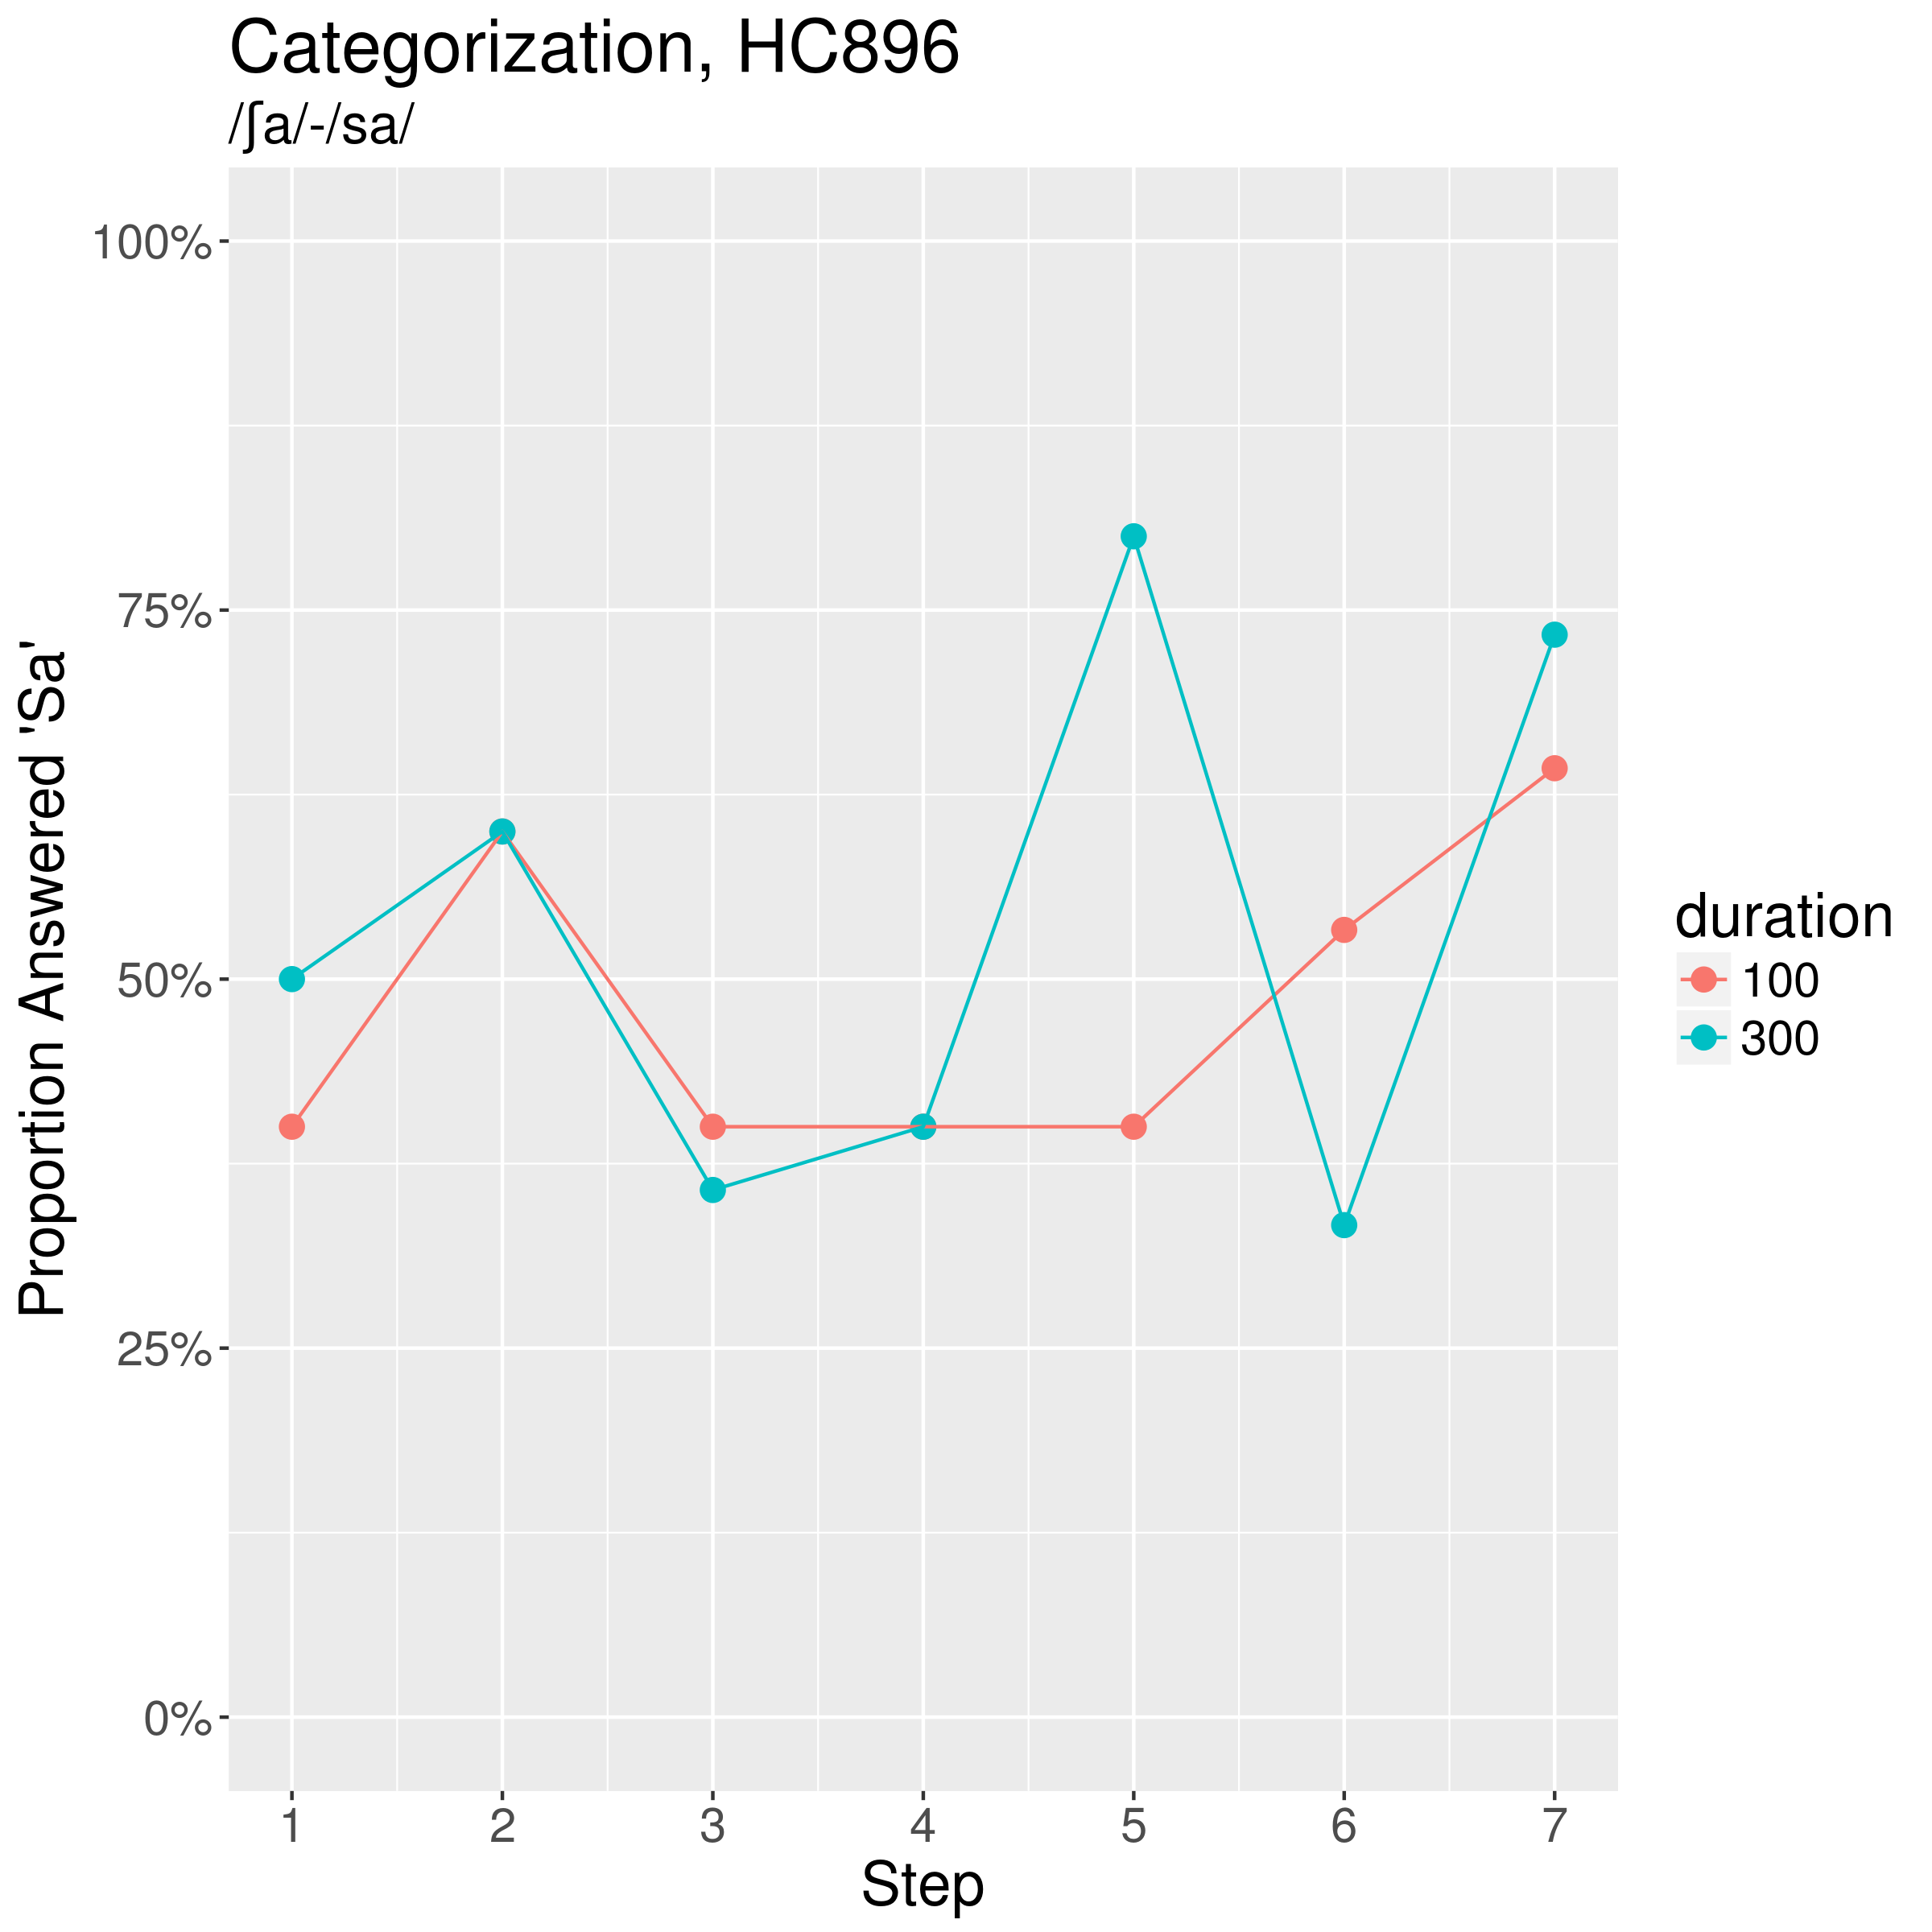 Categorization, HC896
/ʃa/-/sa/
Proportion Answered 'Sa'
100%
75%
50%
25%
0%
1 2 3 4 5 6 7
Step
duration
100
300